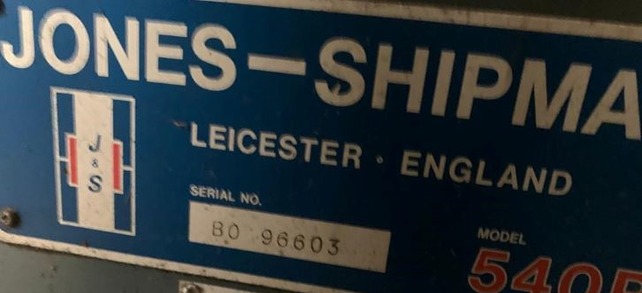 JONES—SHIPMA
J
&
S
LEICESTER · ENGLAND
SERIAL NO.
BO 96603
MODEL
540